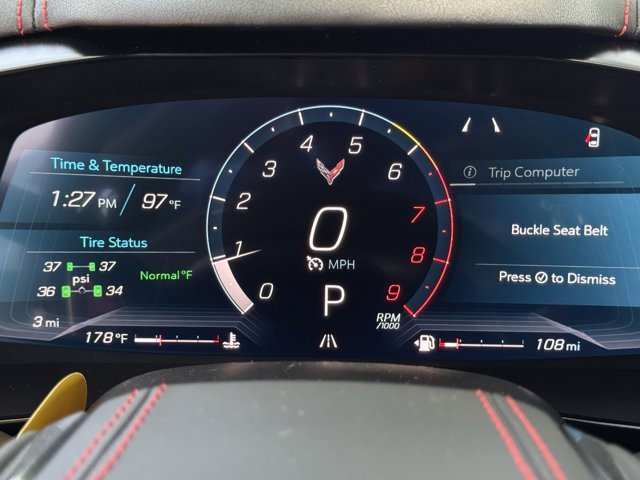 Time & Temperature
1:27 PM / 97 °F
Tire Status
37 37
psi
36 34
Normal °F
3 mi
178 °F
0
1
2
3
4
5
6
7
8
9
RPM
/1000
0
MPH
P
Trip Computer
Buckle Seat Belt
Press to Dismiss
108 mi